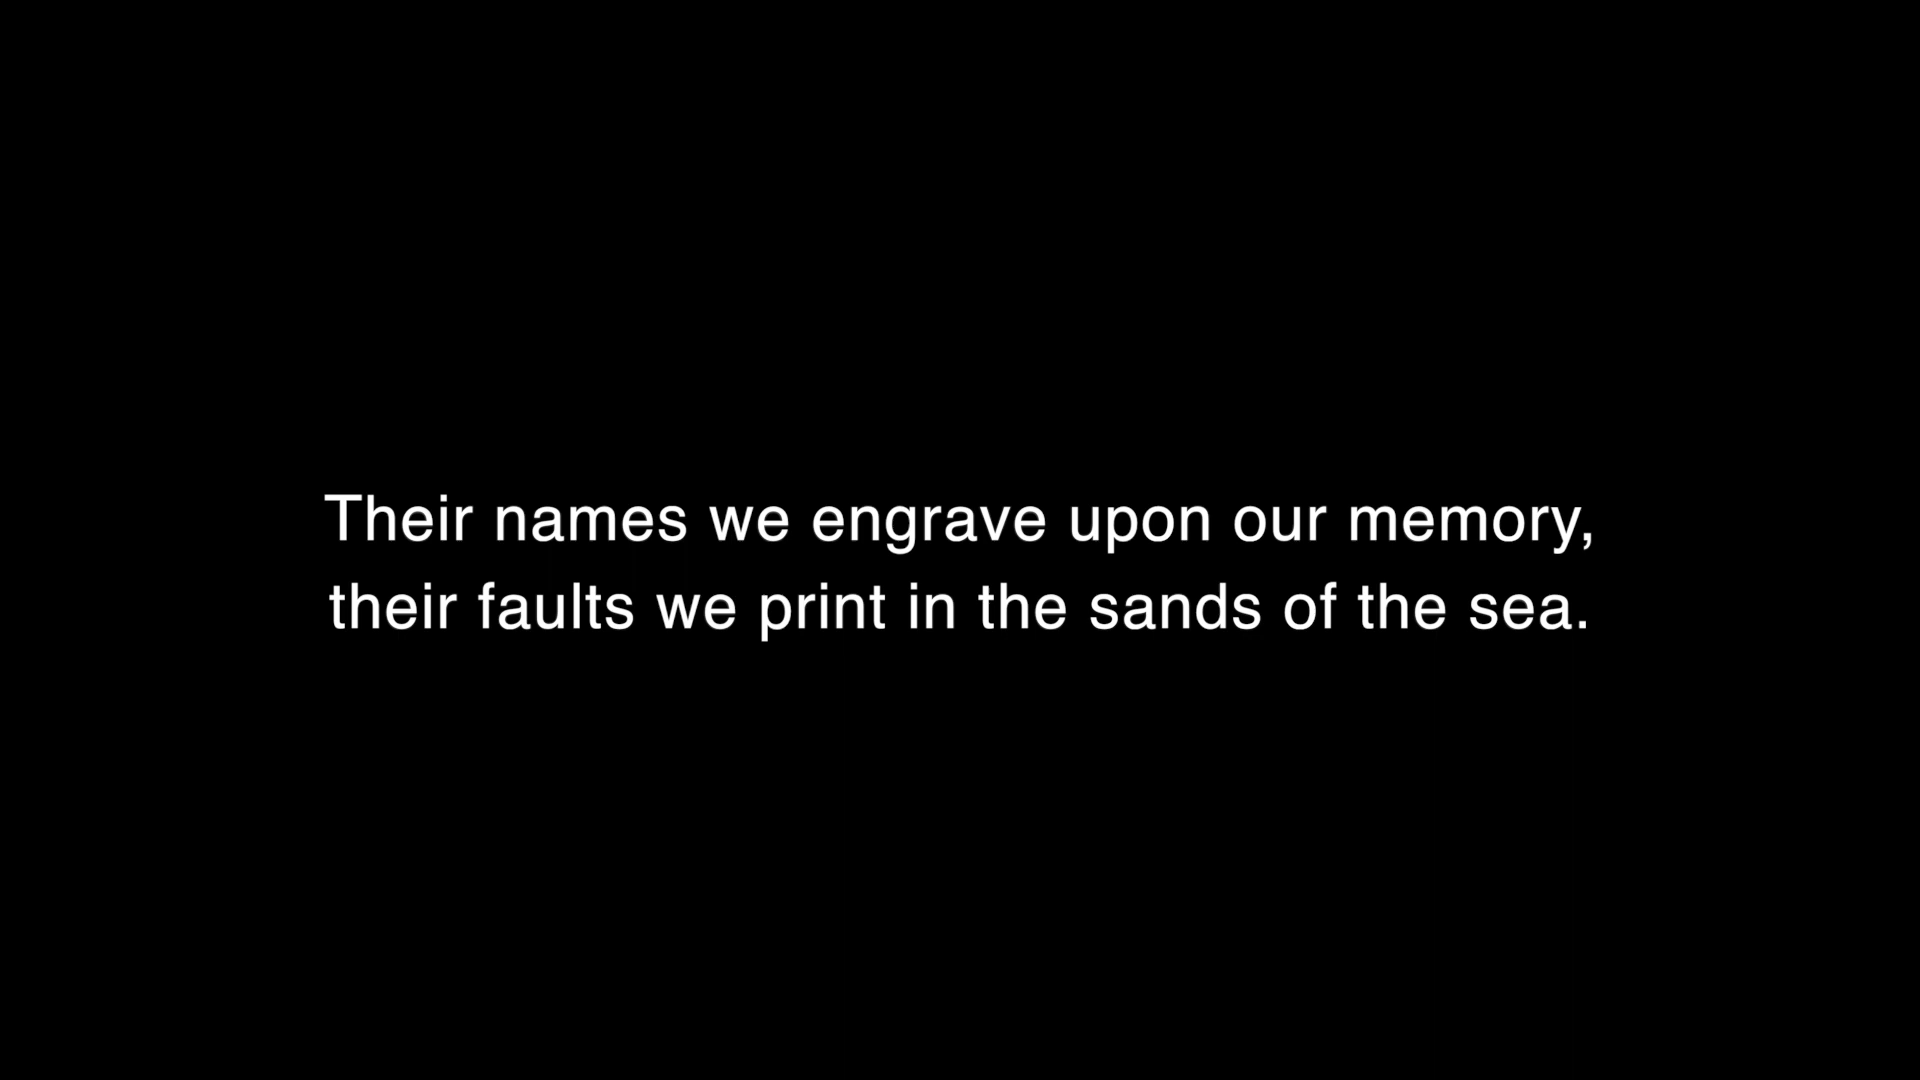 Their names we engrave upon our memory,
their faults we print in the sands of the sea.